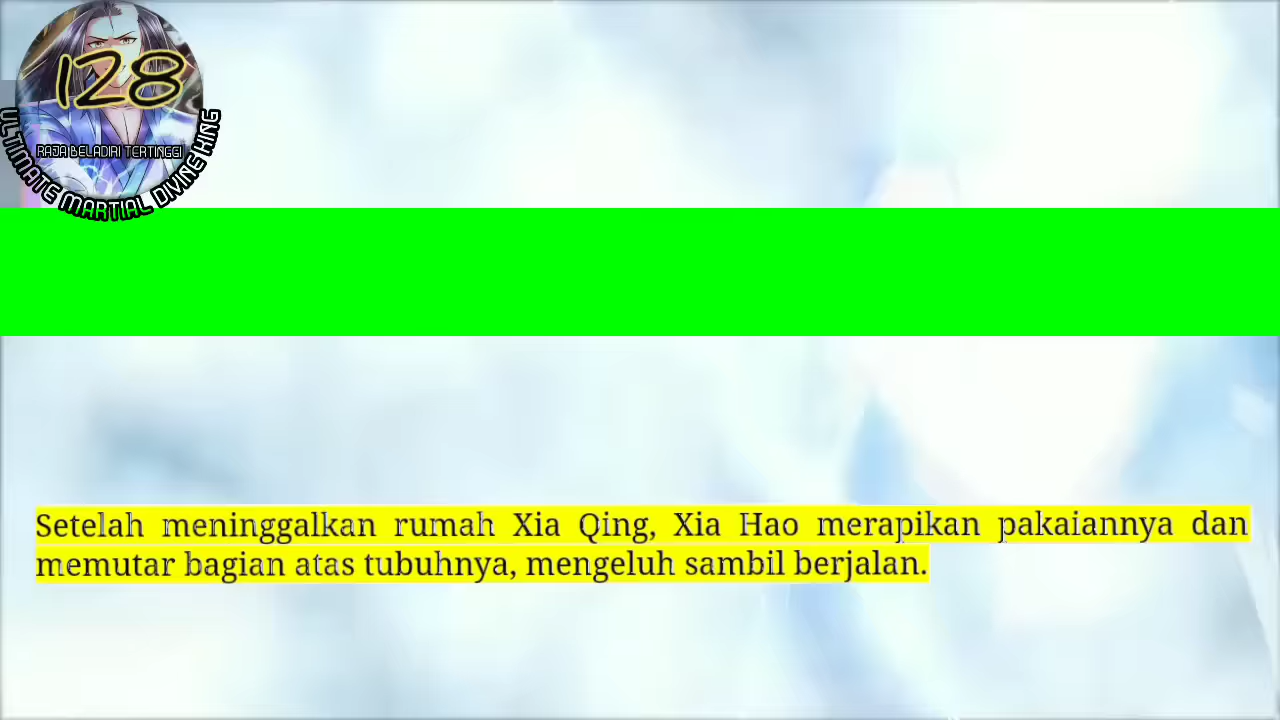 128
RAJA BELADIRI TERTINGGI
ULTIMATE MARTIAL DIVINE KING
Setelah meninggalkan rumah Xia Qing, Xia Hao merapikan pakaiannya dan
memutar bagian atas tubuhnya, mengeluh sambil berjalan.